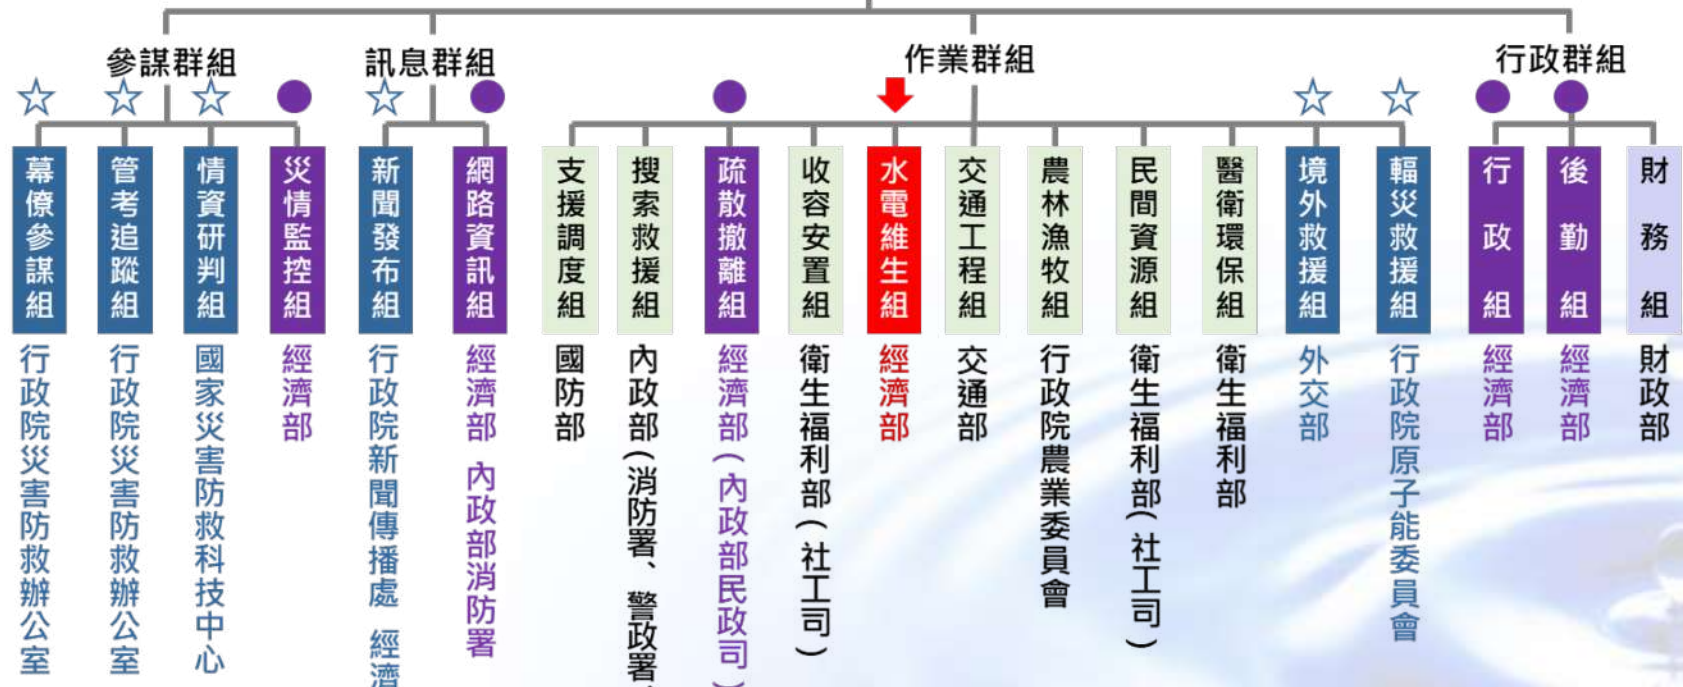 參謀群組
訊息群組
作業群組
行政群組
幕僚參謀組
管考追蹤組
情資研判組
災情監控組
新聞發布組
網路資訊組
支援調度組
搜索救援組
疏散撤離組
收容安置組
水電維生組
交通工程組
農林漁牧組
民間資源組
醫衛環保組
境外救援組
輻災救援組
行政組
後勤組
財務組
行政院災害防救辦公室
行政院災害防救辦公室
國家災害防救科技中心
經濟部
行政院新聞傳播處 經濟
經濟部 內政部消防署
國防部
內政部(消防署、警政署、
經濟部(內政部民政司)
衛生福利部(社工司)
經濟部
交通部
行政院農業委員會
衛生福利部(社工司)
衛生福利部
外交部
行政院原子能委員會
經濟部
經濟部
財政部